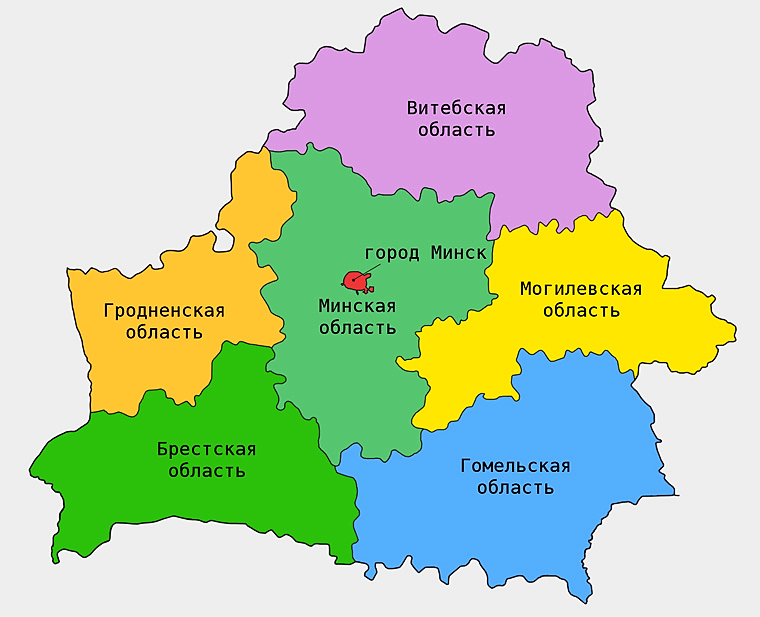 Витебская
область
город Минск
Могилевская
область
Минская
область
Гродненская
область
Брестская
область
Гомельская
область